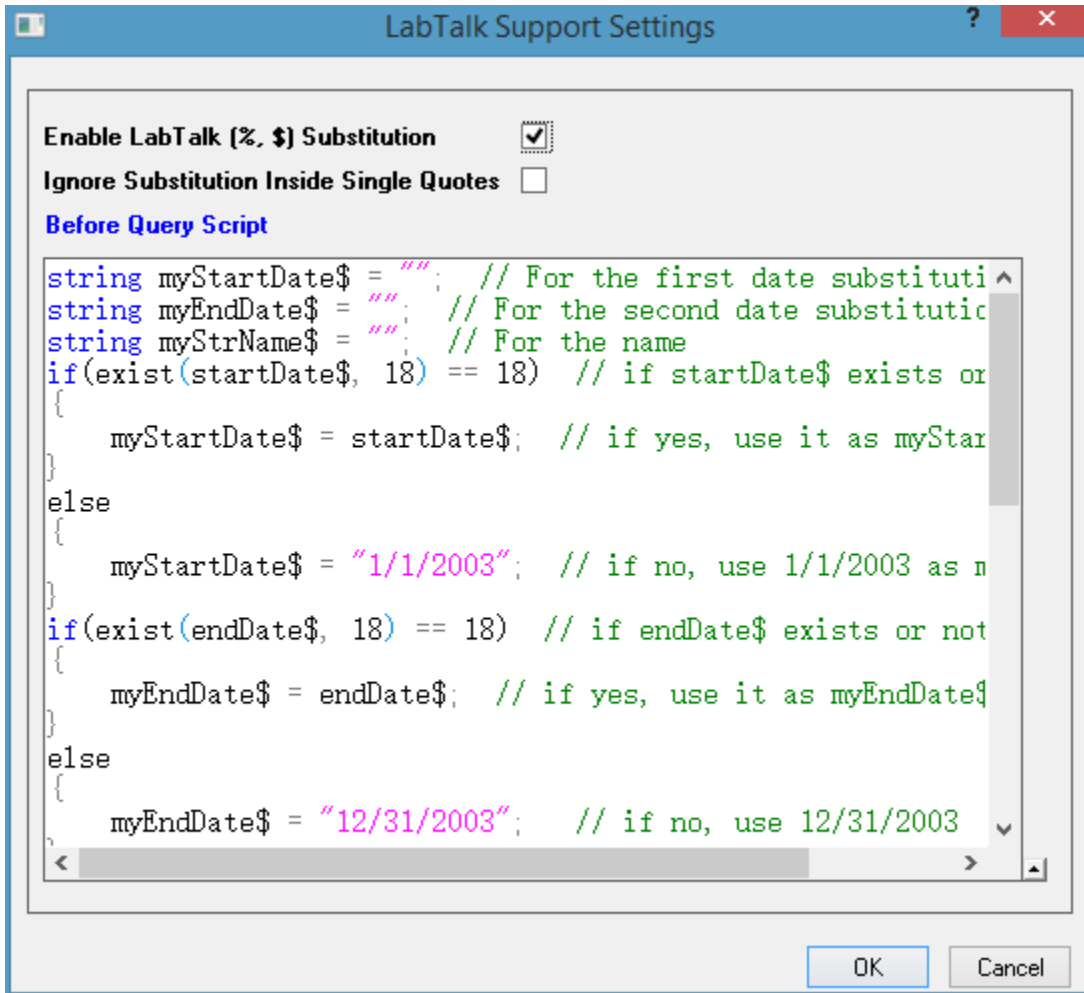 LabTalk Support Settings ? ×
Enable LabTalk (%, $) Substitution
Ignore Substitution Inside Single Quotes
Before Query Script
string myStartDate$ = ""; // For the first date substituti
string myEndDate$ = ""; // For the second date substitutio
string myStrName$ = ""; // For the name
if(exist(startDate$, 18) == 18) // if startDate$ exists or
{
myStartDate$ = startDate$; // if yes, use it as myStar
}
else
{
myStartDate$ = "1/1/2003"; // if no, use 1/1/2003 as m
}
if(exist(endDate$, 18) == 18) // if endDate$ exists or not
{
myEndDate$ = endDate$; // if yes, use it as myEndDate$
}
else
{
myEndDate$ = "12/31/2003"; // if no, use 12/31/2003
OK Cancel